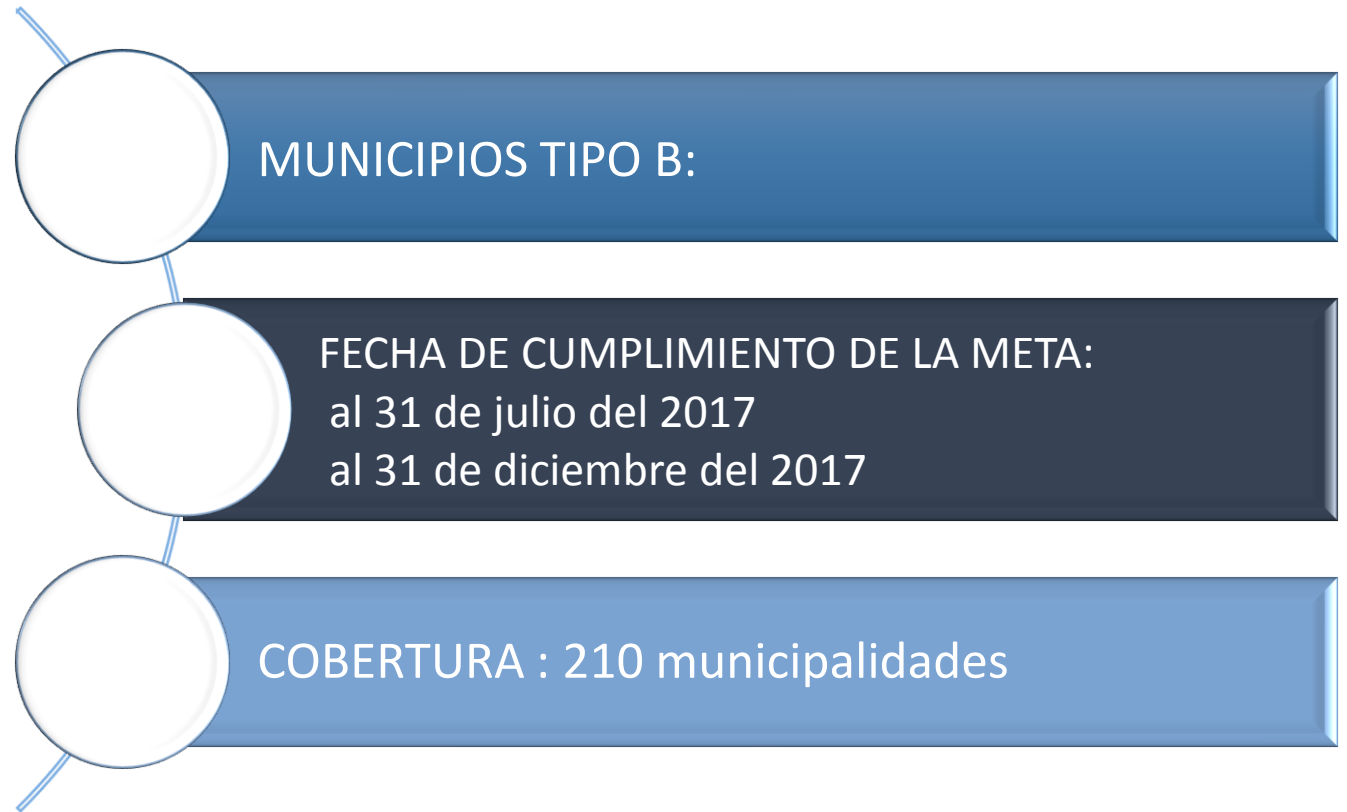 MUNICIPIOS TIPO B:
FECHA DE CUMPLIMIENTO DE LA META:
al 31 de julio del 2017
al 31 de diciembre del 2017
COBERTURA : 210 municipalidades